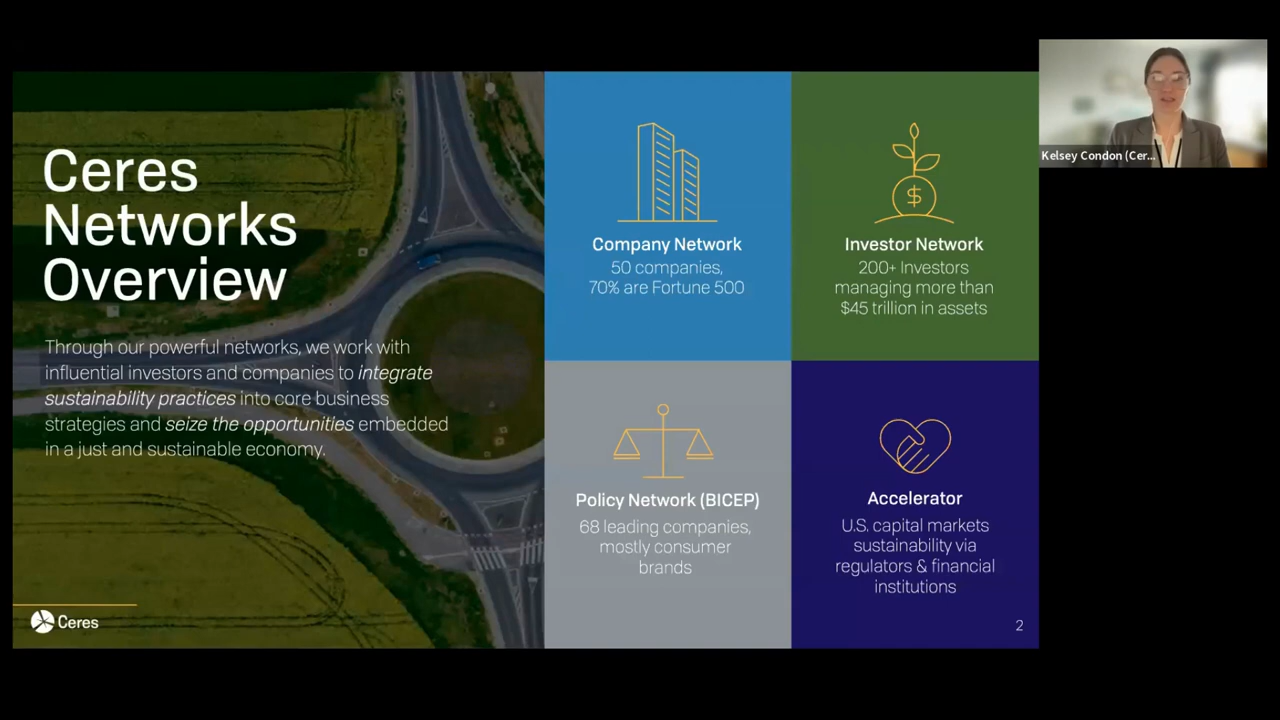 Ceres
Networks
Overview
Through our powerful networks, we work with
influential investors and companies to integrate
sustainability practices into core business
strategies and seize the opportunities embedded
in a just and sustainable economy.
Ceres
Company Network
50 companies,
70% are Fortune 500
$
Investor Network
200+ Investors
managing more than
$45 trillion in assets
Policy Network (BICEP)
68 leading companies,
mostly consumer
brands
Accelerator
U.S. capital markets
sustainability via
regulators & financial
institutions
2
Kelsey Condon (Cer...